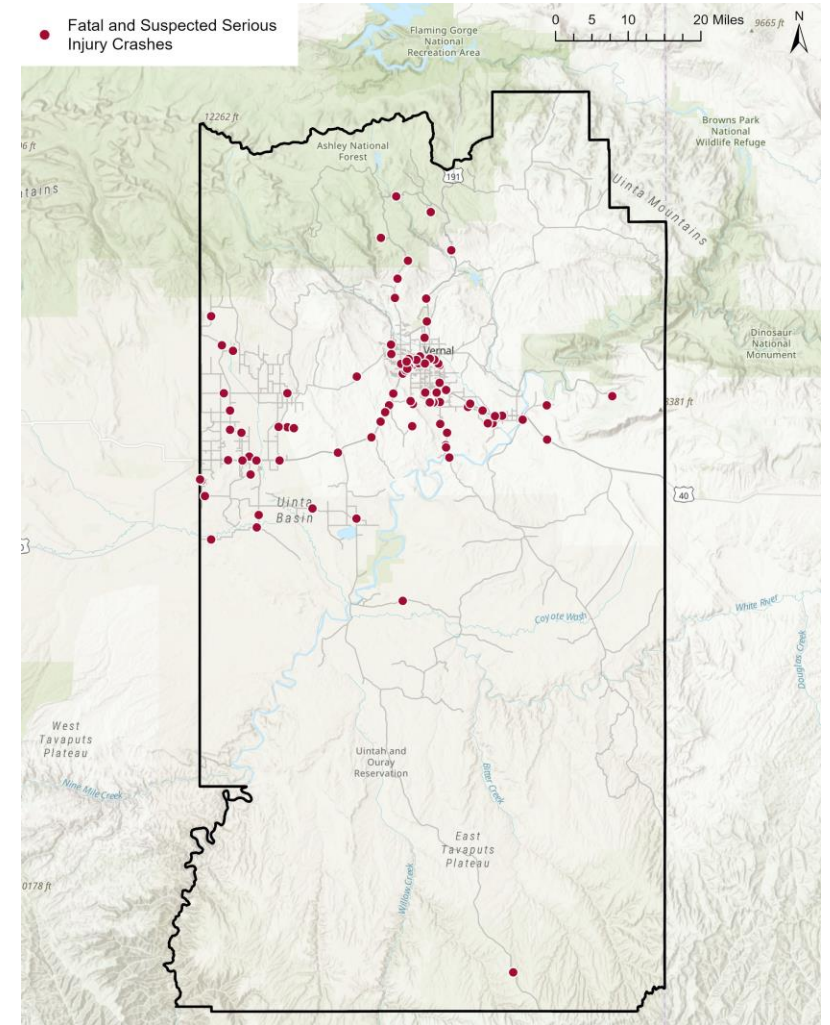 Fatal and Suspected Serious
Injury Crashes
0 5 10 20 Miles
N
9665 ft
Flaming Gorge
National
Recreation Area
12262 ft
Browns Park
National
Wildlife Refuge
Ashley National
Forest
191
Uinta Mountains
Dinosaur
National
Monument
Vernal
40
Uinta
Basin
White River
Coyote Wash
Douglas Creek
West
Tavaputs
Plateau
Uintah and
Ouray
Reservation
Nine Mile Creek
Bitter Creek
East
Tavaputs
Plateau
Willow Creek